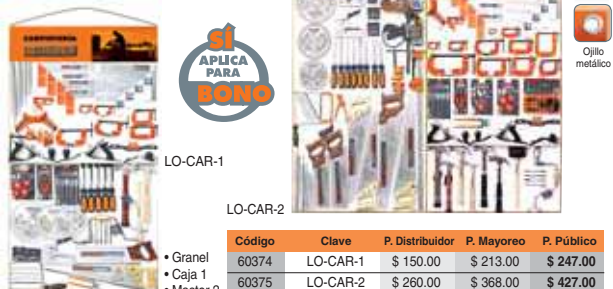 CARPINTERÍA
SÍ
APLICA
PARA
BONO
Ojillo
metálico
LO-CAR-1
LO-CAR-2
• Granel
• Caja 1
• Master 2
Código Clave P. Distribuidor P. Mayoreo P. Público
60374 LO-CAR-1 $ 150.00 $ 213.00 $ 247.00
60375 LO-CAR-2 $ 260.00 $ 368.00 $ 427.00